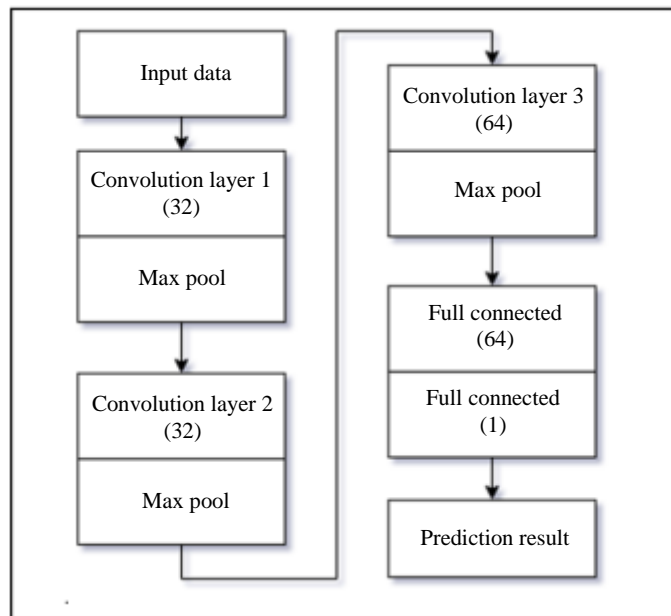 Input data
Convolution layer 1
(32)
Max pool
Convolution layer 2
(32)
Max pool
Convolution layer 3
(64)
Max pool
Full connected
(64)
Full connected
(1)
Prediction result